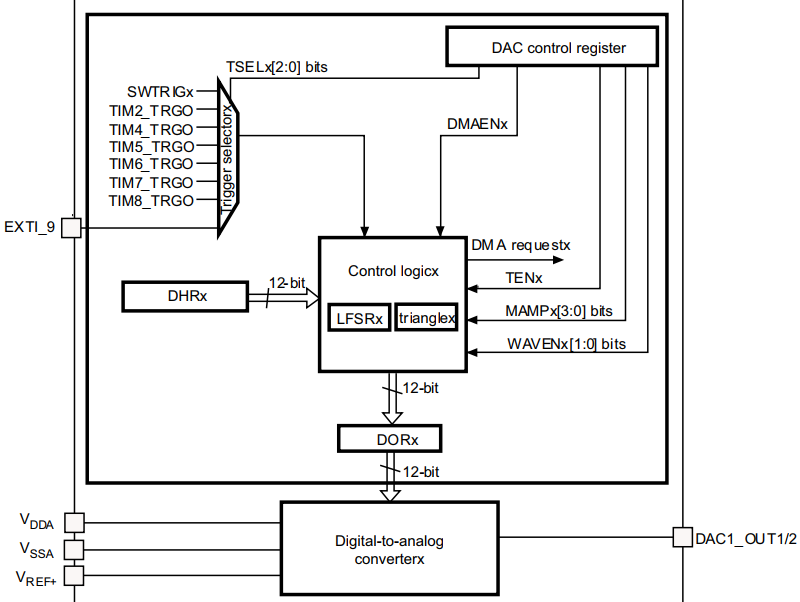 DAC control register
TSELx[2:0] bits
SWTRIGx
TIM2_TRGO
TIM4_TRGO
TIM5_TRGO
TIM6_TRGO
TIM7_TRGO
TIM8_TRGO
Trigger selectorx
DMAENx
EXTI_9
DMA requestx
Control logicx
TENx
DHRx
12-bit
LFSRx
trianglex
MAMPx[3:0] bits
WAVENx[1:0] bits
12-bit
DORx
12-bit
VDDA
VSSA
VREF+
Digital-to-analog
converterx
DAC1_OUT1/2